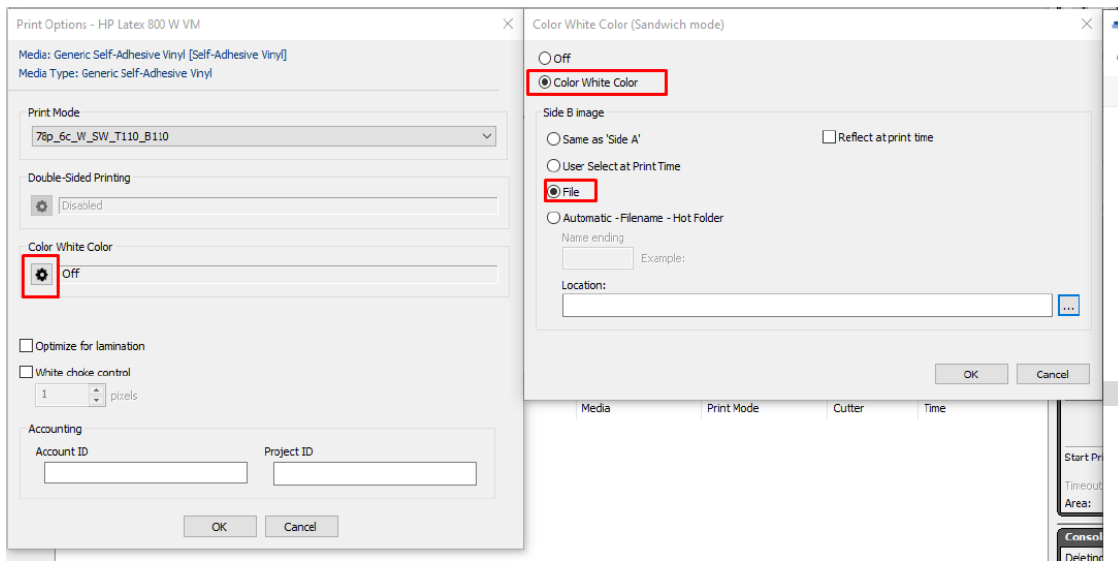 Print Options - HP Latex 800 W VM
Media: Generic Self-Adhesive Vinyl [Self-Adhesive Vinyl]
Media Type: Generic Self-Adhesive Vinyl
Print Mode
78p_6c_W_SW_T110_B110
Double-Sided Printing
Disabled
Color White Color
Off
Optimize for lamination
White choke control
1 pixels
Accounting
Account ID Project ID
OK Cancel
Color White Color (Sandwich mode)
Off
Color White Color
Side B image
Same as 'Side A' Reflect at print time
User Select at Print Time
File
Automatic - Filename - Hot Folder
Name ending
Example:
Location:
...
OK Cancel
Media Print Mode Cutter Time
Start
Timeout
Area:
Deleting